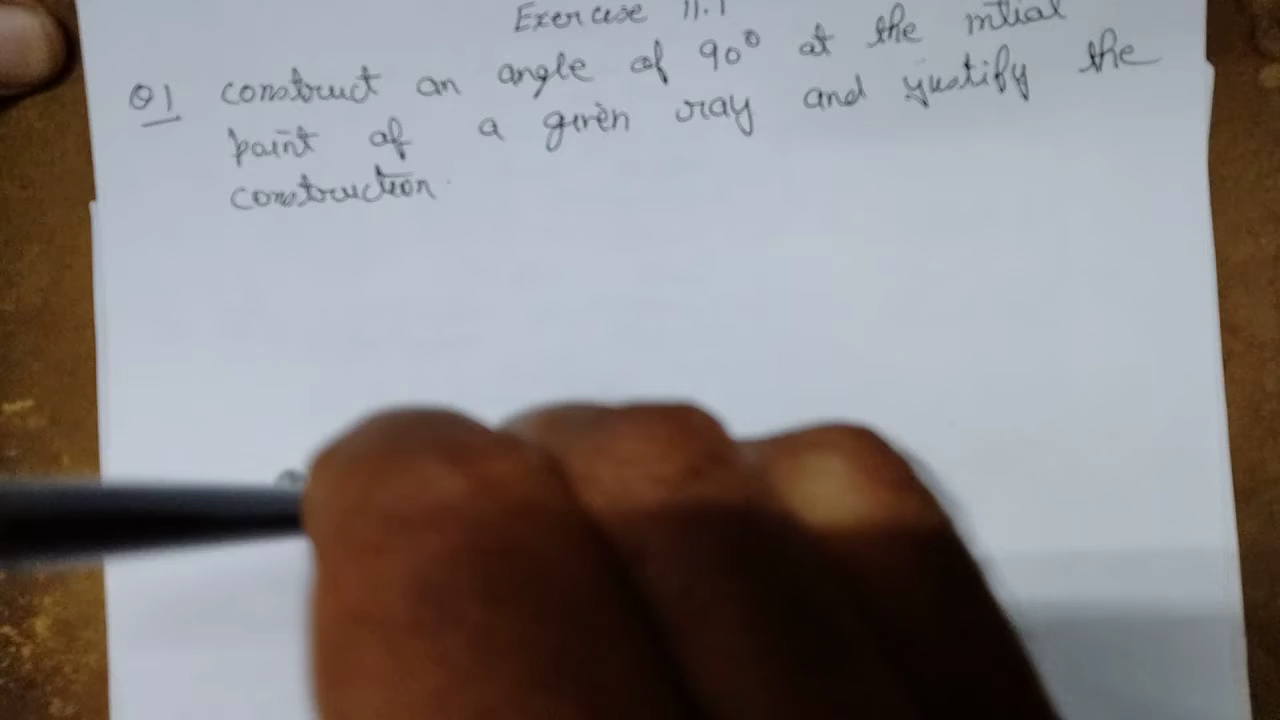 Exercise 11.1
Q1 construct an angle of 90° at the intial
point of a given ray and justify the
construction.